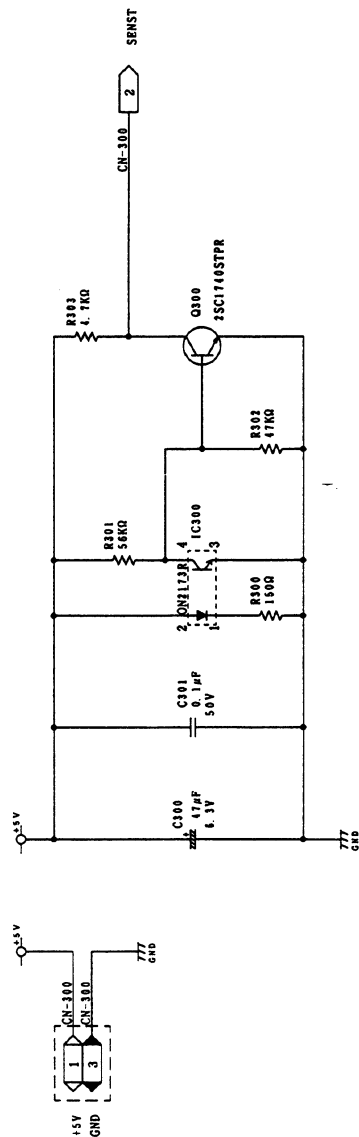 +5V
GND
1
3
CN-300
CN-300
+5V
GND
+5V
GND
C300
+
47µF
6.3V
C301
0.1µF
50V
ON2173R
2
1
R300
150Ω
R301
56KΩ
4
3
IC300
R302
47KΩ
R303
4.7KΩ
Q300
2SC1740STPR
CN-300
2
SENST